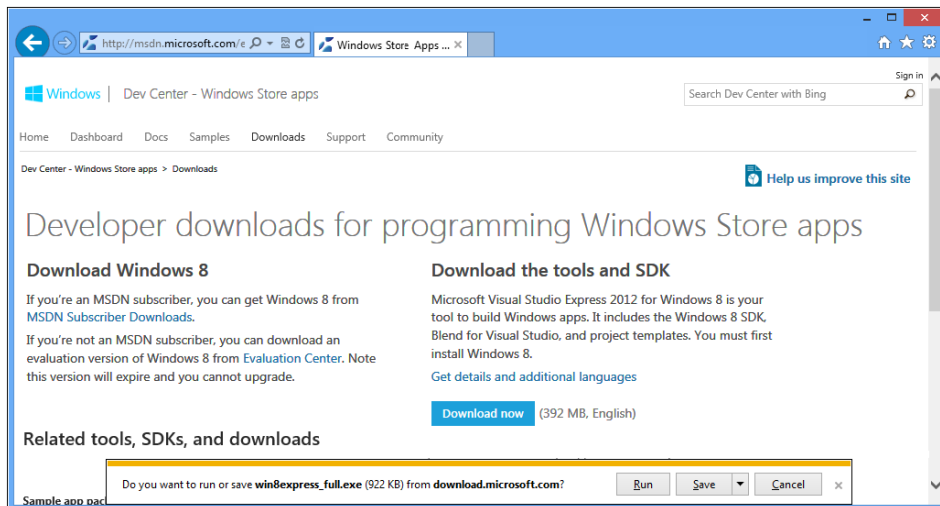 http://msdn.microsoft.com/e
Windows Store Apps ...
Sign in
Windows | Dev Center - Windows Store apps
Search Dev Center with Bing
Home Dashboard Docs Samples Downloads Support Community
Dev Center - Windows Store apps > Downloads
Help us improve this site
Developer downloads for programming Windows Store apps
Download Windows 8
If you're an MSDN subscriber, you can get Windows 8 from
MSDN Subscriber Downloads.
If you're not an MSDN subscriber, you can download an
evaluation version of Windows 8 from Evaluation Center. Note
this version will expire and you cannot upgrade.
Download the tools and SDK
Microsoft Visual Studio Express 2012 for Windows 8 is your
tool to build Windows apps. It includes the Windows 8 SDK,
Blend for Visual Studio, and project templates. You must first
install Windows 8.
Get details and additional languages
Download now (392 MB, English)
Related tools, SDKs, and downloads
Do you want to run or save win8express_full.exe (922 KB) from download.microsoft.com?
Run Save Cancel
Sample app pac